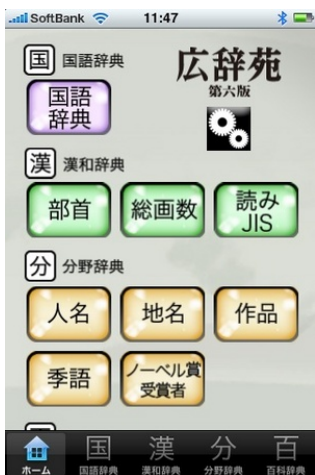 SoftBank 11:47
国 国語辞典
広辞苑
第六版
国語
辞典
漢 漢和辞典
部首 総画数 読み
JIS
分 分野辞典
人名 地名 作品
季語 ノーベル賞
受賞者
国 漢 分 百
ホーム 国語辞典 漢和辞典 分野辞典 百科辞典